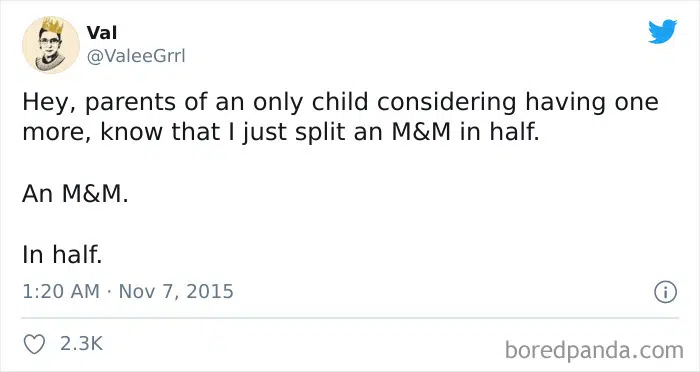 Val
@ValeeGrrl
Hey, parents of an only child considering having one
more, know that I just split an M&M in half.
An M&M.
In half.
1:20 AM · Nov 7, 2015
2.3K
boredpanda.com